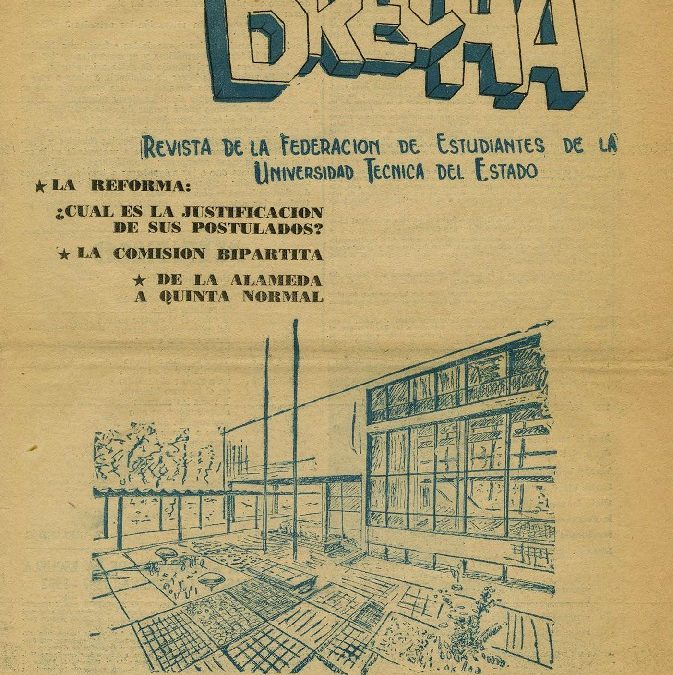 BRECHA
REVISTA DE LA FEDERACION DE ESTUDIANTES DE LA
UNIVERSIDAD TECNICA DEL ESTADO
★ LA REFORMA:
¿CUAL ES LA JUSTIFICACION
DE SUS POSTULADOS?
★ LA COMISION BIPARTITA
★ DE LA ALAMEDA
A QUINTA NORMAL